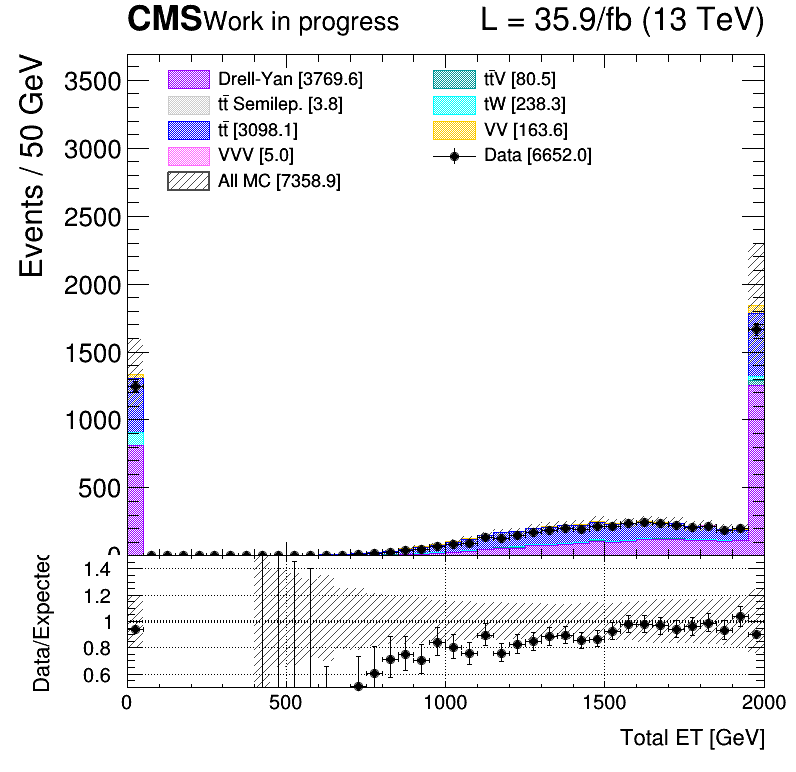 CMS Work in progress L = 35.9/fb (13 TeV)
Events / 50 GeV
3500
3000
2500
2000
1500
1000
500
0
Drell-Yan [3769.6]
tt̄ Semilep. [3.8]
tt̄ [3098.1]
VVV [5.0]
All MC [7358.9]
tt̄V [80.5]
tW [238.3]
VV [163.6]
Data [6652.0]
Data/Expected
1.4
1.2
1
0.8
0.6
0 500 1000 1500 2000
Total ET [GeV]